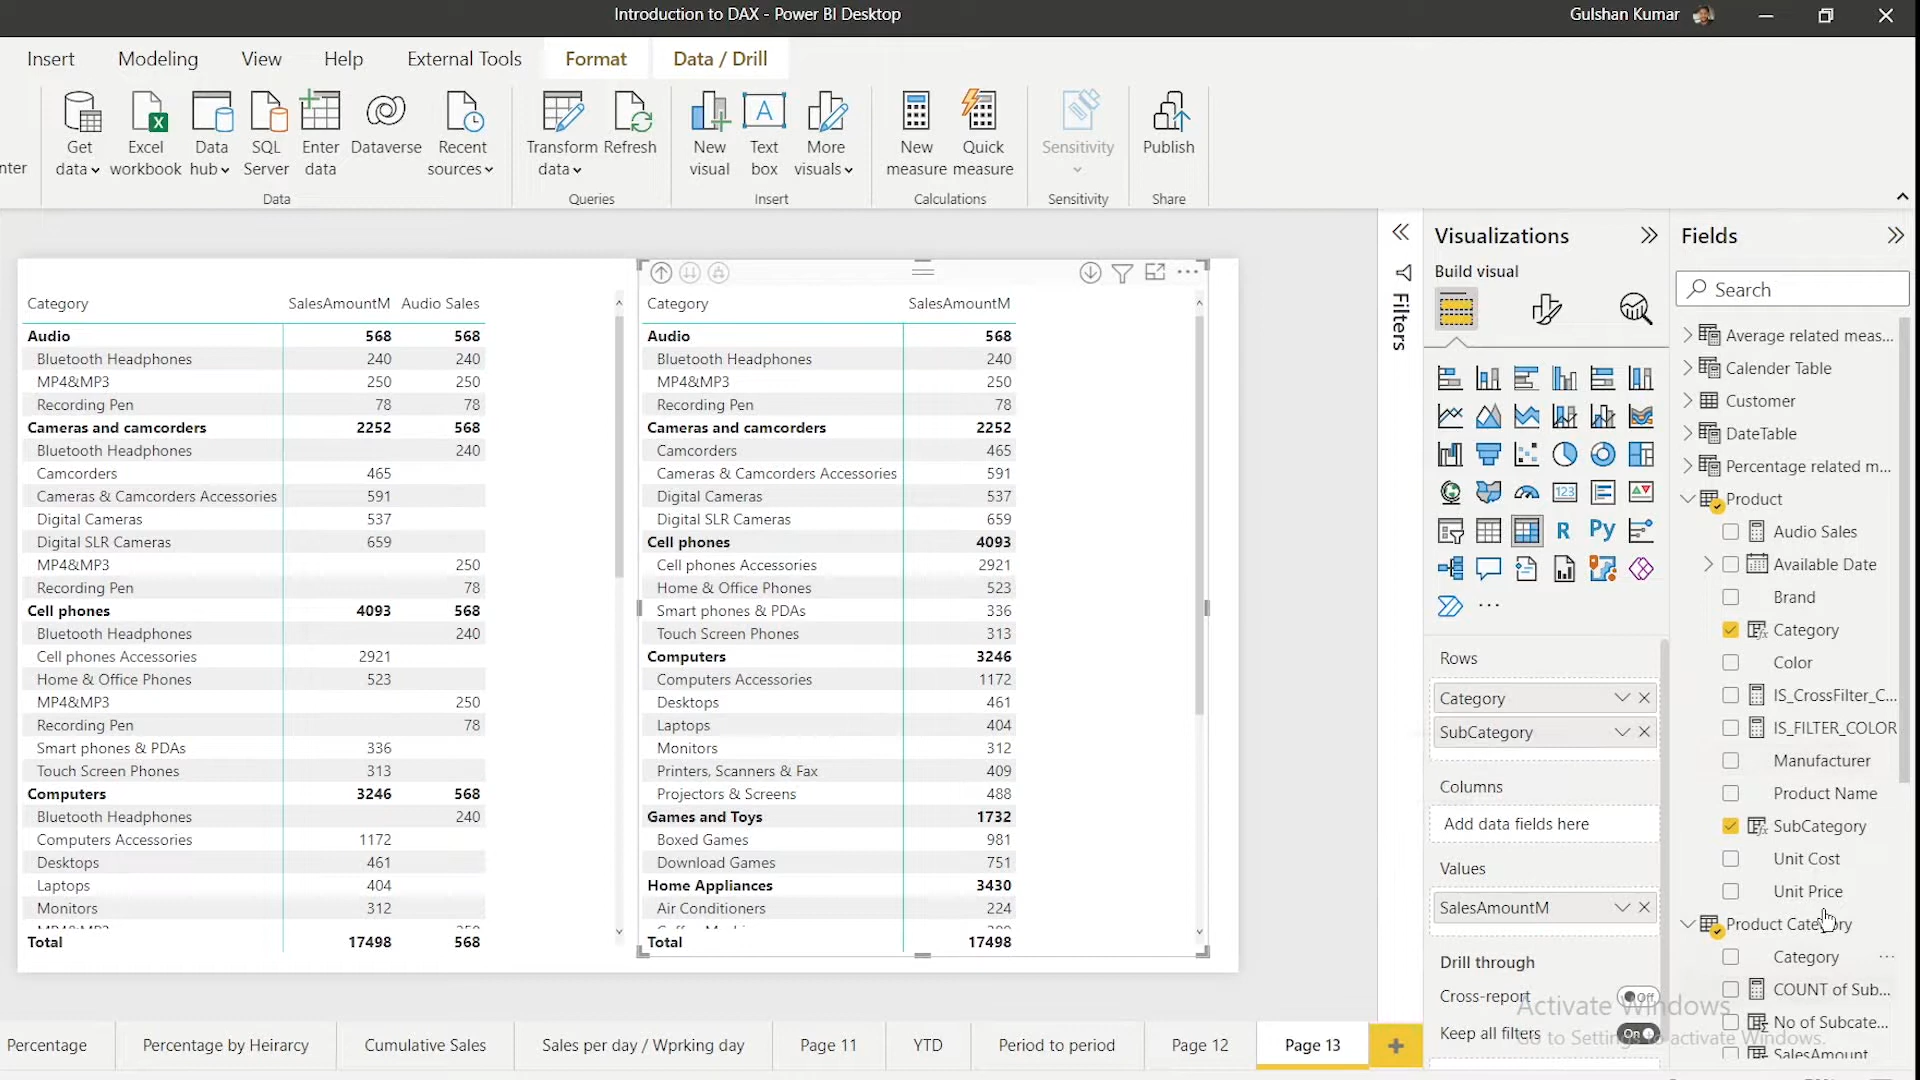 Introduction to DAX - Power BI Desktop
Gulshan Kumar
Insert
Modeling
View
Help
External Tools
Format
Data / Drill
nter
Get data
Excel workbook
Data hub
SQL Server
Enter data
Dataverse
Recent sources
Transform data
Refresh
New visual
Text box
More visuals
New measure
Quick measure
Sensitivity
Publish
Data
Queries
Insert
Calculations
Sensitivity
Share
Category SalesAmountM Audio Sales
Audio 568 568
Bluetooth Headphones 240 240
MP4&MP3 250 250
Recording Pen 78 78
Cameras and camcorders 2252 568
Bluetooth Headphones 240
Camcorders 465
Cameras & Camcorders Accessories 591
Digital Cameras 537
Digital SLR Cameras 659
MP4&MP3 250
Recording Pen 78
Cell phones 4093 568
Bluetooth Headphones 240
Cell phones Accessories 2921
Home & Office Phones 523
MP4&MP3 250
Recording Pen 78
Smart phones & PDAs 336
Touch Screen Phones 313
Computers 3246 568
Bluetooth Headphones 240
Computers Accessories 1172
Desktops 461
Laptops 404
Monitors 312
Total 17498 568
Category SalesAmountM
Audio 568
Bluetooth Headphones 240
MP4&MP3 250
Recording Pen 78
Cameras and camcorders 2252
Camcorders 465
Cameras & Camcorders Accessories 591
Digital Cameras 537
Digital SLR Cameras 659
Cell phones 4093
Cell phones Accessories 2921
Home & Office Phones 523
Smart phones & PDAs 336
Touch Screen Phones 313
Computers 3246
Computers Accessories 1172
Desktops 461
Laptops 404
Monitors 312
Printers, Scanners & Fax 409
Projectors & Screens 488
Games and Toys 1732
Boxed Games 981
Download Games 751
Home Appliances 3430
Air Conditioners 224
Total 17498
Filters
Visualizations
Build visual
123
R
Py
Rows
Category
SubCategory
Columns
Add data fields here
Values
SalesAmountM
Drill through
Cross-report
Off
Keep all filters
On
Fields
Search
Average related meas...
Calender Table
Customer
DateTable
Percentage related m...
Product
Audio Sales
Available Date
Brand
Category
Color
IS_CrossFilter_C...
IS_FILTER_COLOR
Manufacturer
Product Name
SubCategory
Unit Cost
Unit Price
Product Category
Category
COUNT of Sub...
No of Subcate...
SalesAmount
Activate Windows
Go to Settings to activate Windows.
Percentage
Percentage by Heirarchy
Cumulative Sales
Sales per day / Wprking day
Page 11
YTD
Period to period
Page 12
Page 13